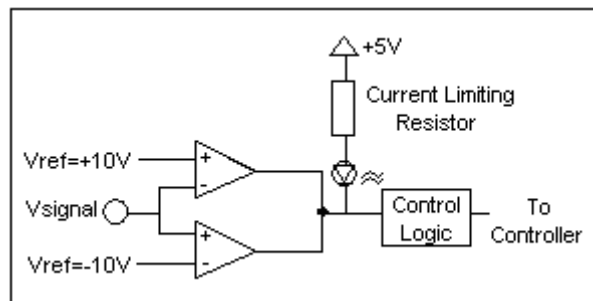 +5V
Current Limiting
Resistor
Vref=+10V
+
-
Vsignal
+
-
Vref=-10V
Control
Logic
To
Controller